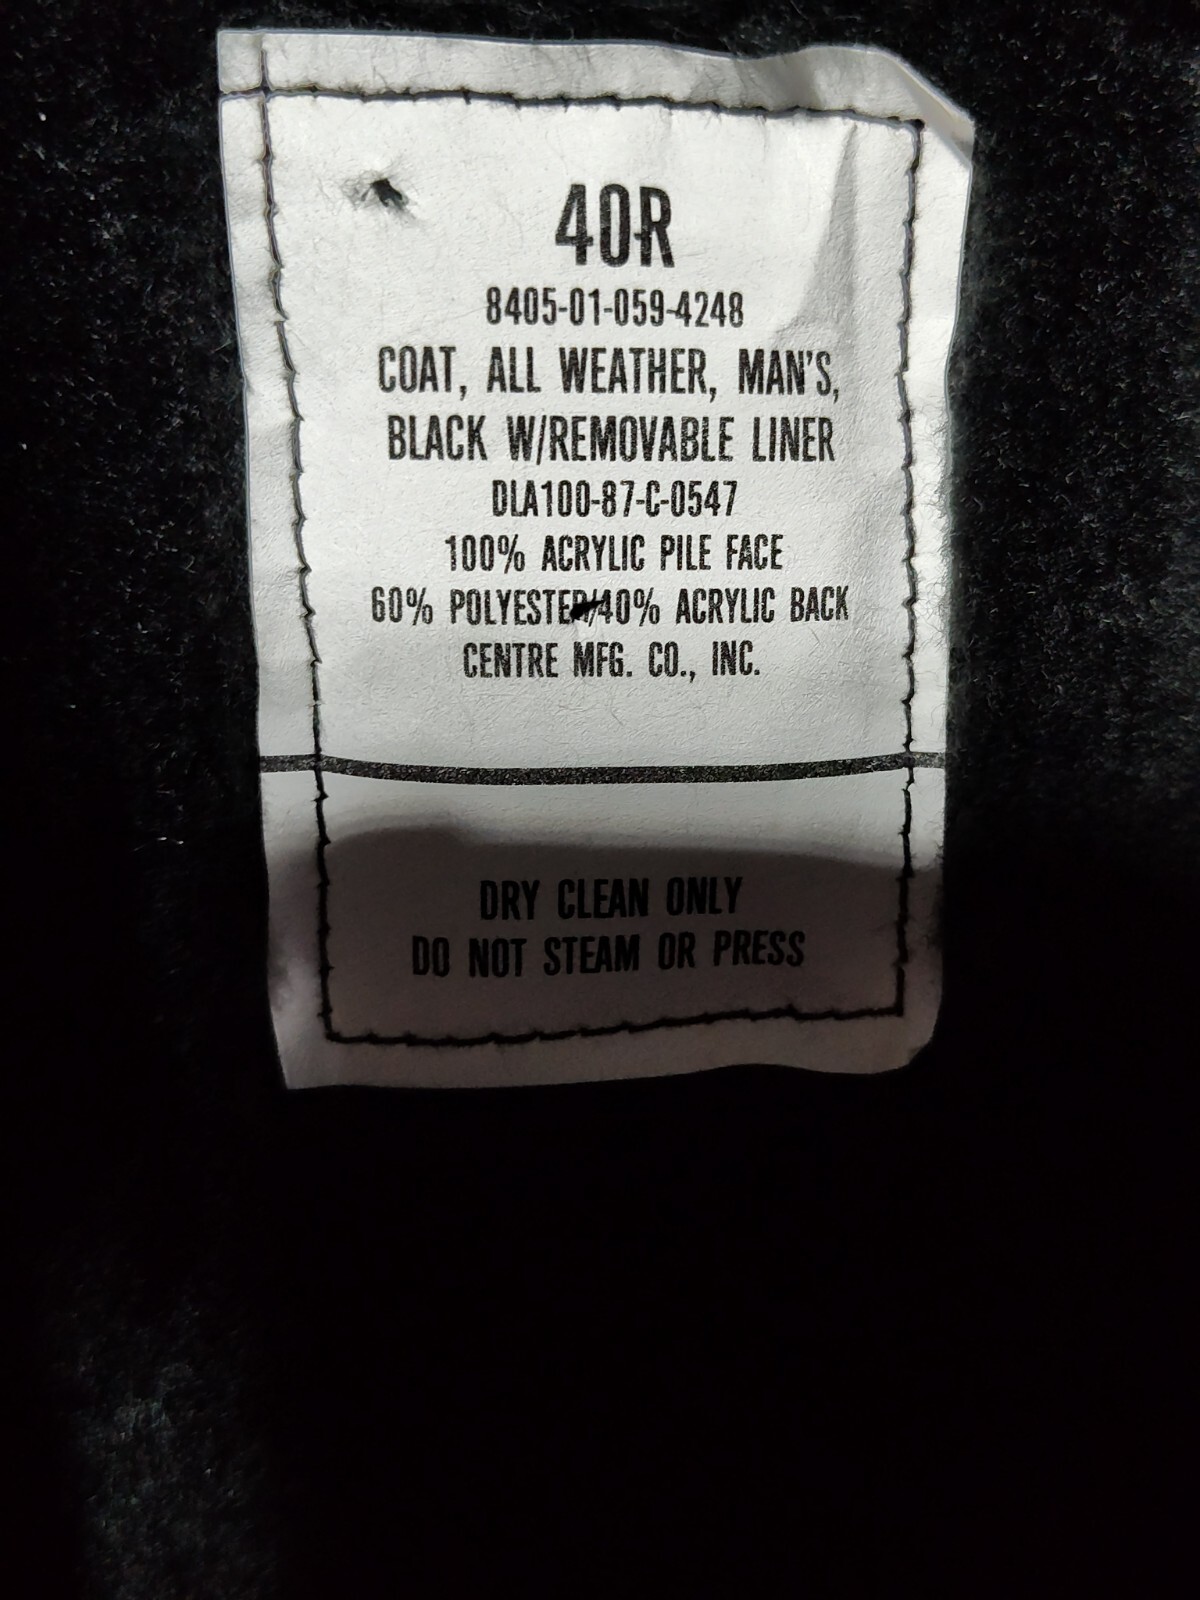 40R
8405-01-059-4248
COAT, ALL WEATHER, MAN'S,
BLACK W/REMOVABLE LINER
DLA100-87-C-0547
100% ACRYLIC PILE FACE
60% POLYESTER/40% ACRYLIC BACK
CENTRE MFG. CO., INC.
DRY CLEAN ONLY
DO NOT STEAM OR PRESS